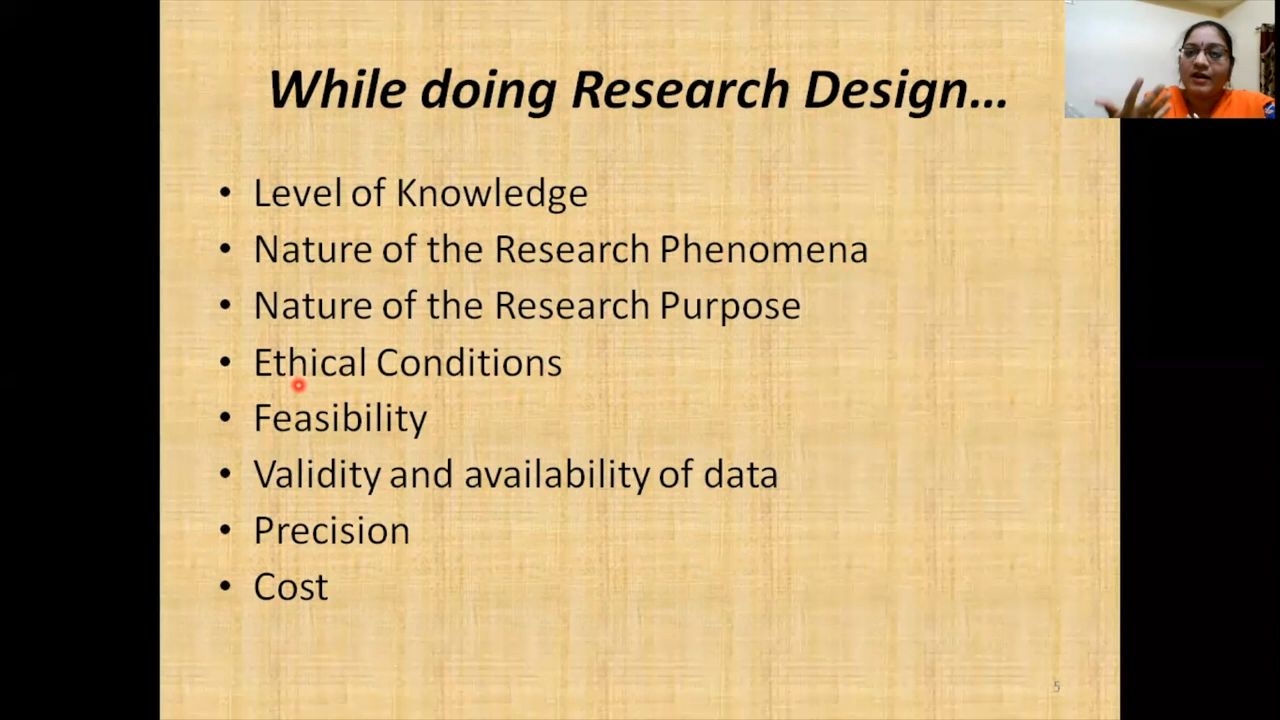 While doing Research Design...
• Level of Knowledge
• Nature of the Research Phenomena
• Nature of the Research Purpose
• Ethical Conditions
• Feasibility
• Validity and availability of data
• Precision
• Cost
5